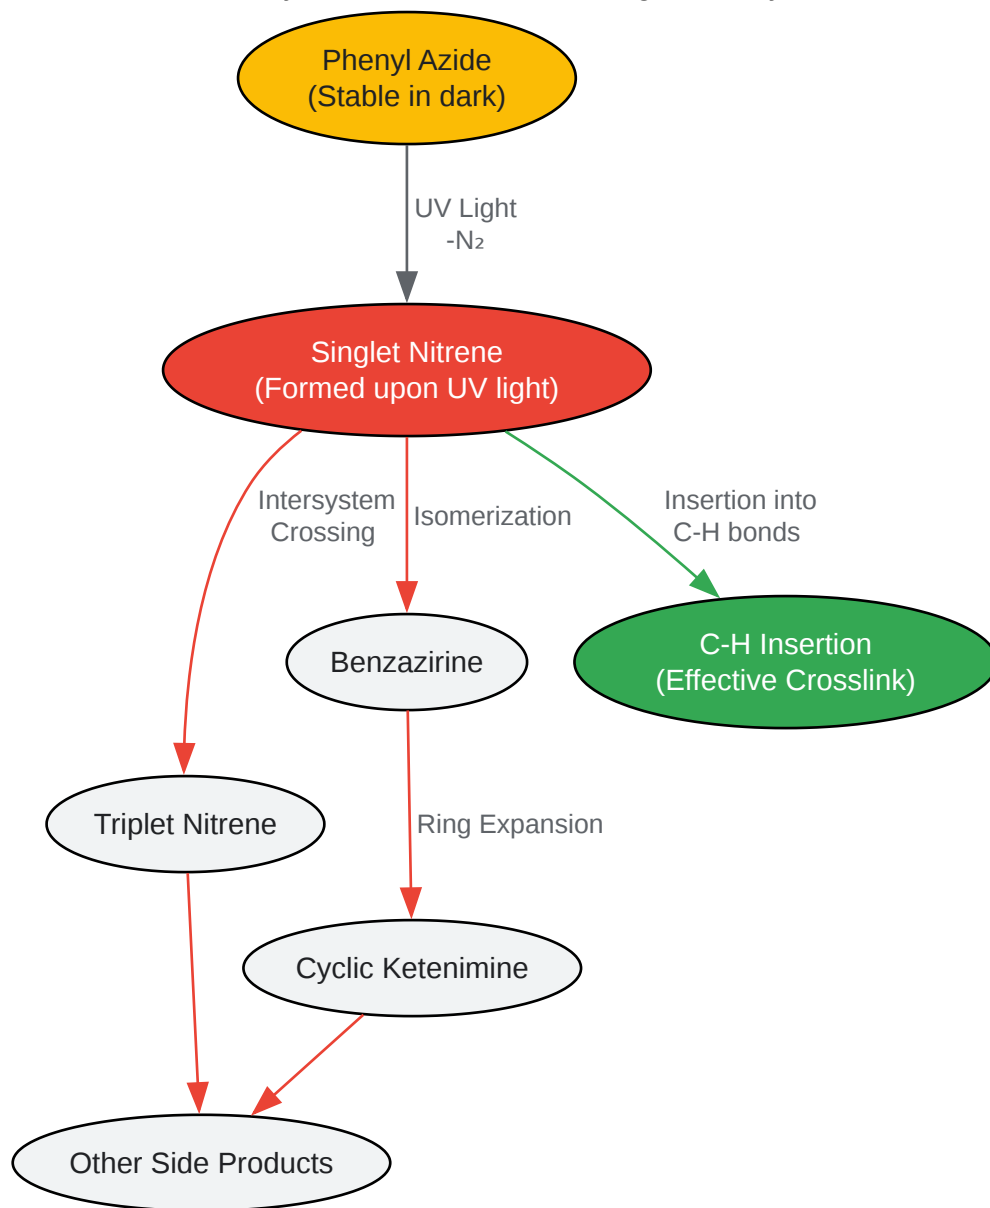 Phenyl Azide
(Stable in dark)
UV Light
-N₂
Singlet Nitrene
(Formed upon UV light)
Intersystem
Crossing
Isomerization
Insertion into
C-H bonds
Benzazirine
C-H Insertion
(Effective Crosslink)
Triplet Nitrene
Ring Expansion
Cyclic Ketenimine
Other Side Products